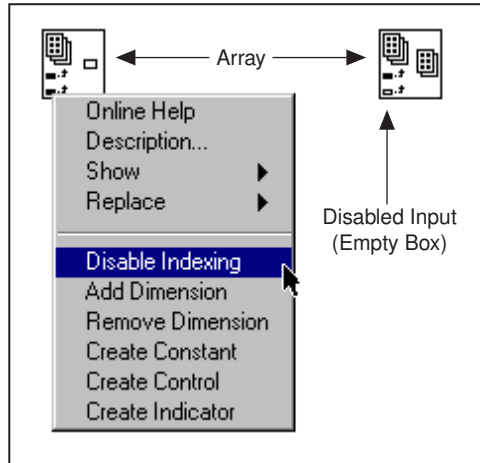 Array
Online Help
Description...
Show
Replace
Disabled Input
(Empty Box)
Disable Indexing
Add Dimension
Remove Dimension
Create Constant
Create Control
Create Indicator